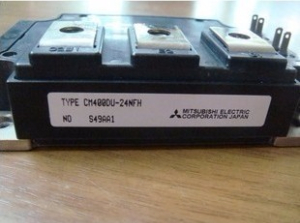 TYPE CM400DU-24NFH
NO S49AA1
MITSUBISHI ELECTRIC
CORPORATION JAPAN